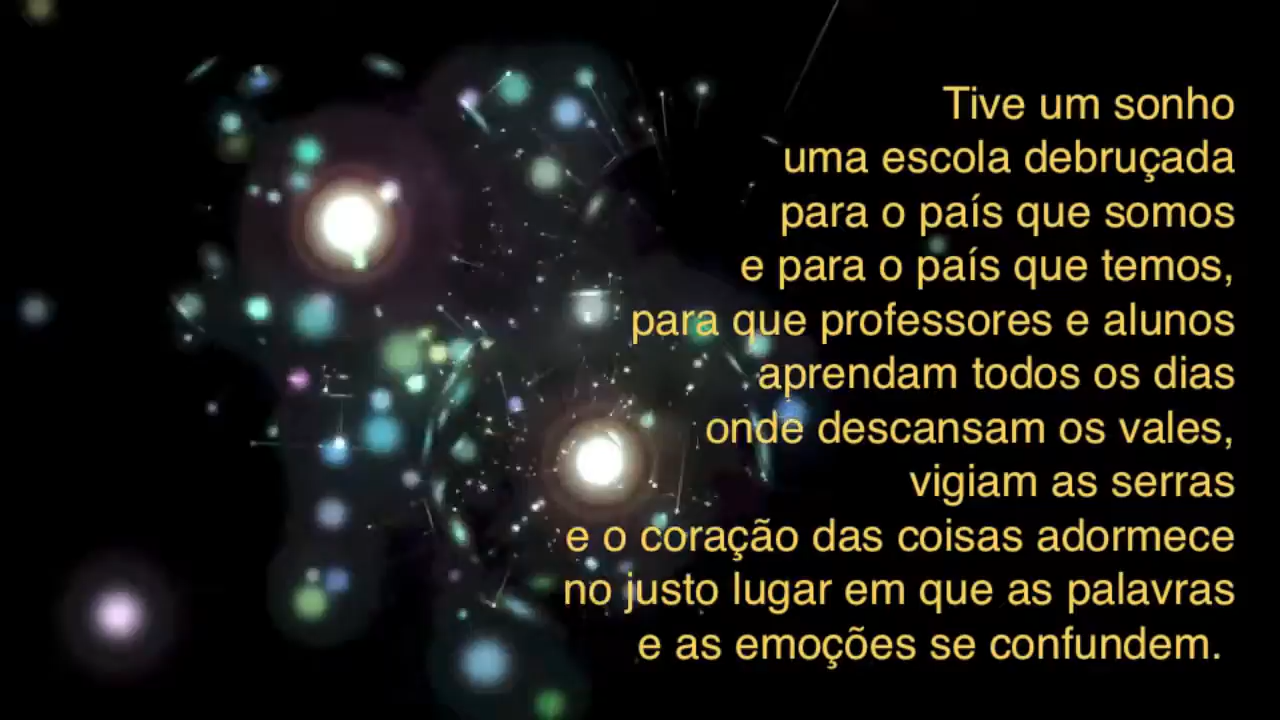 Tive um sonho
uma escola debruçada
para o país que somos
e para o país que temos,
para que professores e alunos
aprendam todos os dias
onde descansam os vales,
vigiam as serras
e o coração das coisas adormece
no justo lugar em que as palavras
e as emoções se confundem.